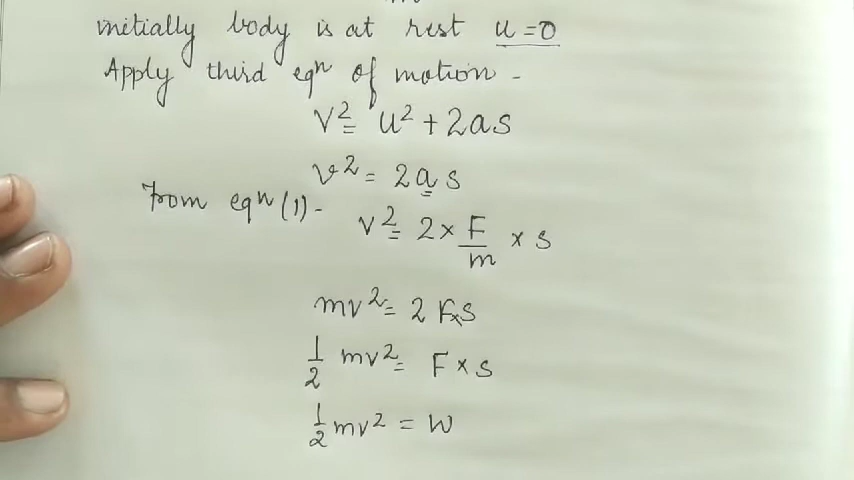 initially body is at rest u = 0
Apply third eqⁿ of motion -
V² = u² + 2as
v² = 2as
from eqⁿ (1) -
V² = 2 × F/m × s
mv² = 2 F×s
1/2 mv² = F × s
1/2 mv² = W